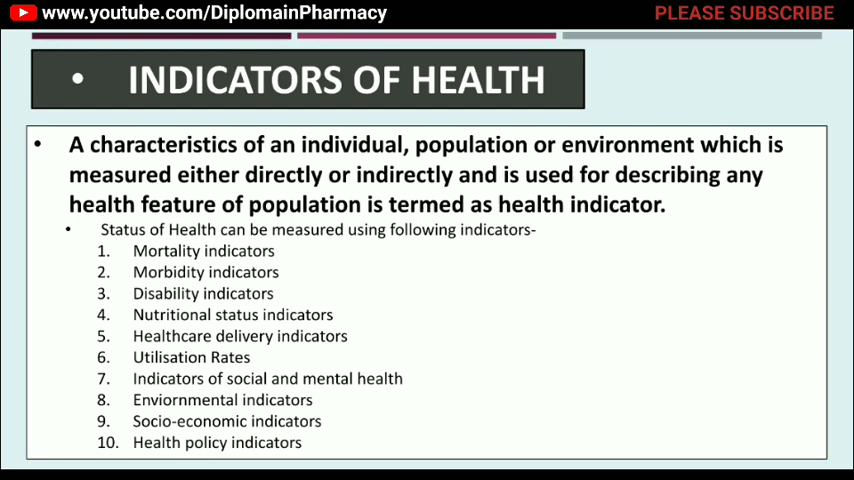 www.youtube.com/DiplomainPharmacy
PLEASE SUBSCRIBE
• INDICATORS OF HEALTH
• A characteristics of an individual, population or environment which is
measured either directly or indirectly and is used for describing any
health feature of population is termed as health indicator.
• Status of Health can be measured using following indicators-
1. Mortality indicators
2. Morbidity indicators
3. Disability indicators
4. Nutritional status indicators
5. Healthcare delivery indicators
6. Utilisation Rates
7. Indicators of social and mental health
8. Enviornmental indicators
9. Socio-economic indicators
10. Health policy indicators